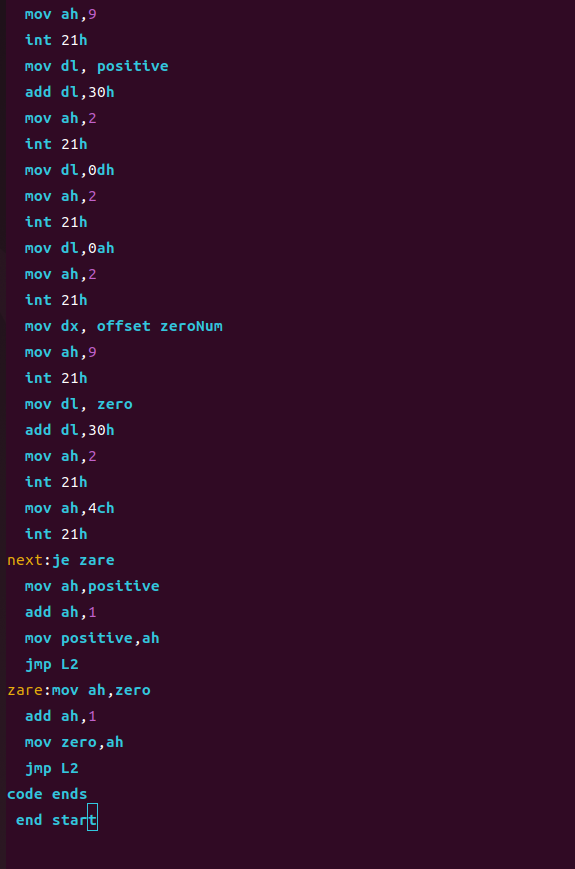 mov ah,9
int 21h
mov dl, positive
add dl,30h
mov ah,2
int 21h
mov dl,0dh
mov ah,2
int 21h
mov dl,0ah
mov ah,2
int 21h
mov dx, offset zeroNum
mov ah,9
int 21h
mov dl, zero
add dl,30h
mov ah,2
int 21h
mov ah,4ch
int 21h
next:je zare
mov ah,positive
add ah,1
mov positive,ah
jmp L2
zare:mov ah,zero
add ah,1
mov zero,ah
jmp L2
code ends
end start